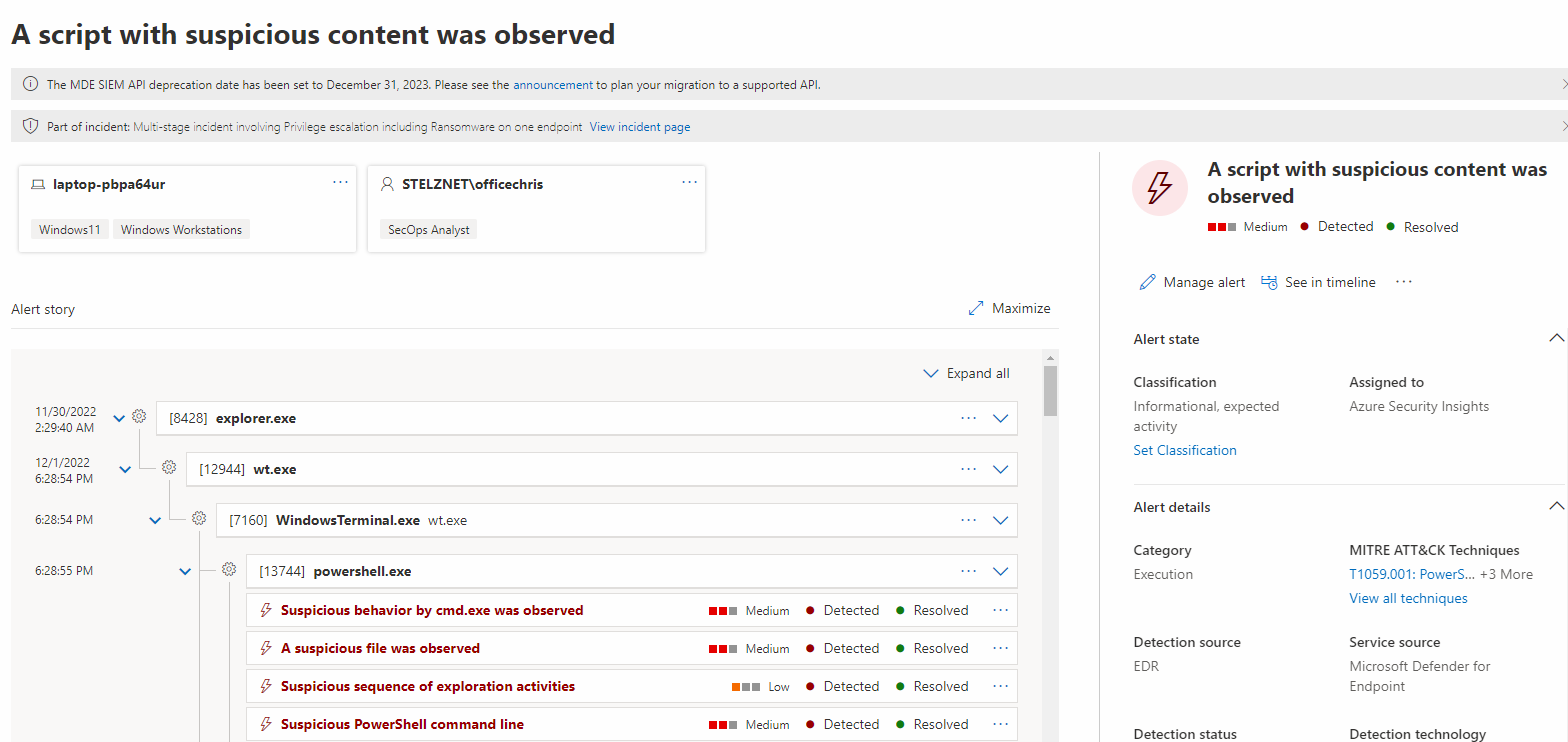 A script with suspicious content was observed
The MDE SIEM API deprecation date has been set to December 31, 2023. Please see the announcement to plan your migration to a supported API.
Part of incident: Multi-stage incident involving Privilege escalation including Ransomware on one endpoint View incident page
laptop-pbpa64ur
Windows11 Windows Workstations
STELZNET\officechris
SecOps Analyst
Alert story
Maximize
Expand all
11/30/2022
2:29:40 AM
[8428] explorer.exe
12/1/2022
6:28:54 PM
[12944] wt.exe
6:28:54 PM
[7160] WindowsTerminal.exe wt.exe
6:28:55 PM
[13744] powershell.exe
Suspicious behavior by cmd.exe was observed Medium Detected Resolved
A suspicious file was observed Medium Detected Resolved
Suspicious sequence of exploration activities Low Detected Resolved
Suspicious PowerShell command line Medium Detected Resolved
A script with suspicious content was
observed
Medium Detected Resolved
Manage alert See in timeline
Alert state
Classification
Informational, expected
activity
Set Classification
Assigned to
Azure Security Insights
Alert details
Category
Execution
MITRE ATT&CK Techniques
T1059.001: PowerS... +3 More
View all techniques
Detection source
EDR
Service source
Microsoft Defender for
Endpoint
Detection status
Detection technology